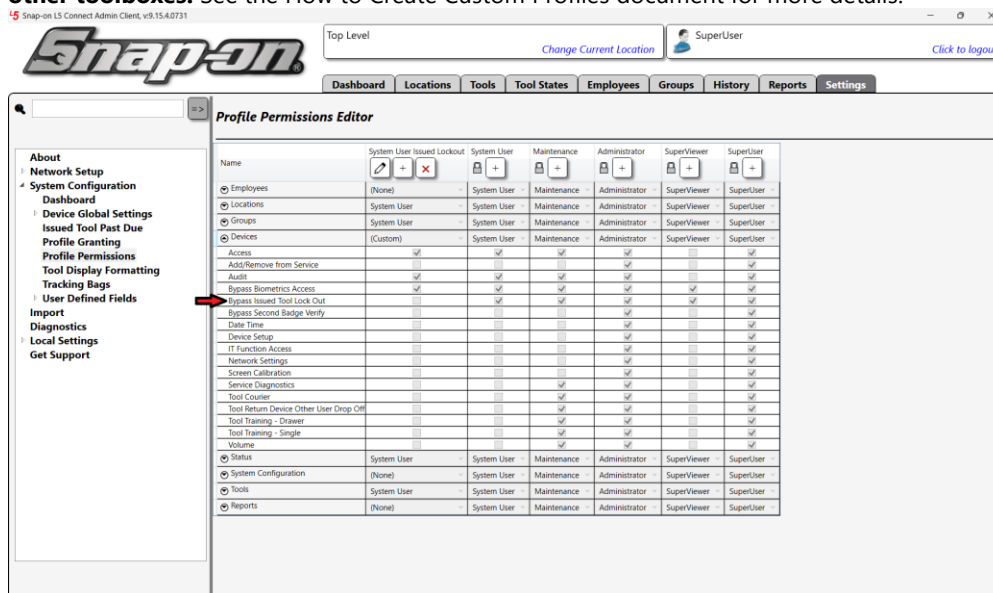 other toolboxes. See the How to Create Custom Profiles document for more details.
L5 Snap-on L5 Connect Admin Client, v:9.15.4.0731
Snap-on
Top Level
Change Current Location
SuperUser
Click to logou
Dashboard Locations Tools Tool States Employees Groups History Reports Settings
=>
Profile Permissions Editor
About
Network Setup
System Configuration
Dashboard
Device Global Settings
Issued Tool Past Due
Profile Granting
Profile Permissions
Tool Display Formatting
Tracking Bags
User Defined Fields
Import
Diagnostics
Local Settings
Get Support
Name System User Issued Lockout System User Maintenance Administrator SuperViewer SuperUser
Employees (None) System User Maintenance Administrator SuperViewer SuperUser
Locations System User System User Maintenance Administrator SuperViewer SuperUser
Groups System User System User Maintenance Administrator SuperViewer SuperUser
Devices (Custom) System User Maintenance Administrator SuperViewer SuperUser
Access
Add/Remove from Service
Audit
Bypass Biometrics Access
Bypass Issued Tool Lock Out
Bypass Second Badge Verify
Date Time
Device Setup
IT Function Access
Network Settings
Screen Calibration
Service Diagnostics
Tool Courier
Tool Return Device Other User Drop Off
Tool Training - Drawer
Tool Training - Single
Volume
Status System User System User Maintenance Administrator SuperViewer SuperUser
System Configuration (None) System User Maintenance Administrator SuperViewer SuperUser
Tools System User System User Maintenance Administrator SuperViewer SuperUser
Reports (None) System User Maintenance Administrator SuperViewer SuperUser